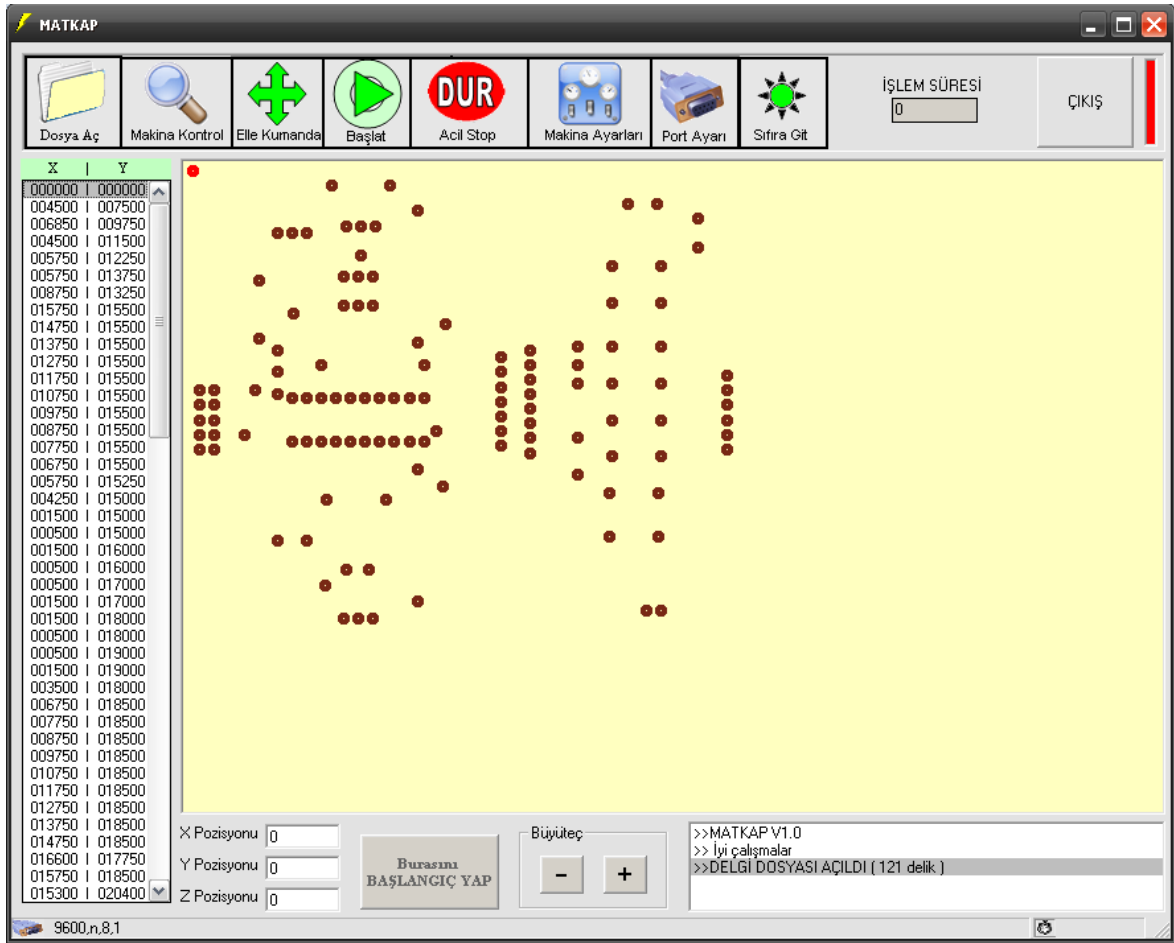 MATKAP
Dosya Aç
Makina Kontrol
Elle Kumanda
Başlat
DUR
Acil Stop
Makina Ayarları
Port Ayarı
Sıfıra Git
İŞLEM SÜRESİ
0
ÇIKIŞ
X | Y
000000 | 000000
004500 | 007500
006850 | 009750
004500 | 011500
005750 | 012250
005750 | 013750
008750 | 013250
015750 | 015500
014750 | 015500
013750 | 015500
012750 | 015500
011750 | 015500
010750 | 015500
009750 | 015500
008750 | 015500
007750 | 015500
006750 | 015500
005750 | 015250
004250 | 015000
001500 | 015000
000500 | 015000
001500 | 016000
000500 | 016000
000500 | 017000
001500 | 017000
001500 | 018000
000500 | 018000
000500 | 019000
001500 | 019000
003500 | 018000
006750 | 018500
007750 | 018500
008750 | 018500
009750 | 018500
010750 | 018500
011750 | 018500
012750 | 018500
013750 | 018500
014750 | 018500
016600 | 017750
015750 | 018500
015300 | 020400
X Pozisyonu 0
Y Pozisyonu 0
Z Pozisyonu 0
Burasını
BAŞLANGIÇ YAP
Büyüteç
- +
>>MATKAP V1.0
>> İyi çalışmalar
>>DELGİ DOSYASI AÇILDI ( 121 delik )
9600,n,8,1